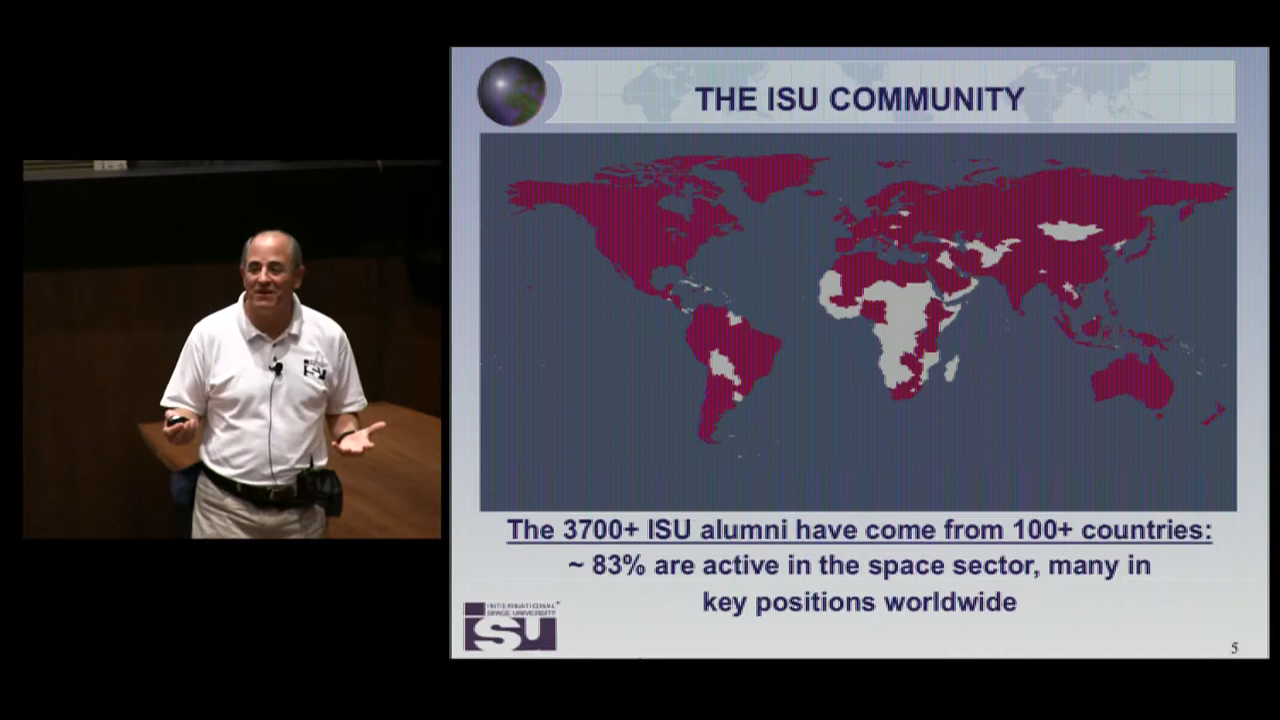 THE ISU COMMUNITY
The 3700+ ISU alumni have come from 100+ countries:
~ 83% are active in the space sector, many in
key positions worldwide
INTERNATIONAL
SPACE UNIVERSITY
isu
5
isu